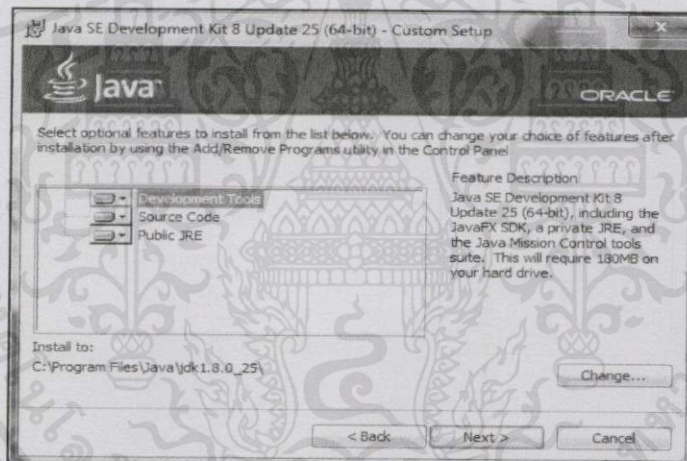 Java SE Development Kit 8 Update 25 (64-bit) - Custom Setup
Java
ORACLE
Select optional features to install from the list below. You can change your choice of features after
installation by using the Add/Remove Programs utility in the Control Panel
Development Tools
Source Code
Public JRE
Feature Description
Java SE Development Kit 8
Update 25 (64-bit), including the
JavaFX SDK, a private JRE, and
the Java Mission Control tools
suite. This will require 180MB on
your hard drive.
Install to:
C:\Program Files\Java\jdk1.8.0_25\
Change...
< Back
Next >
Cancel